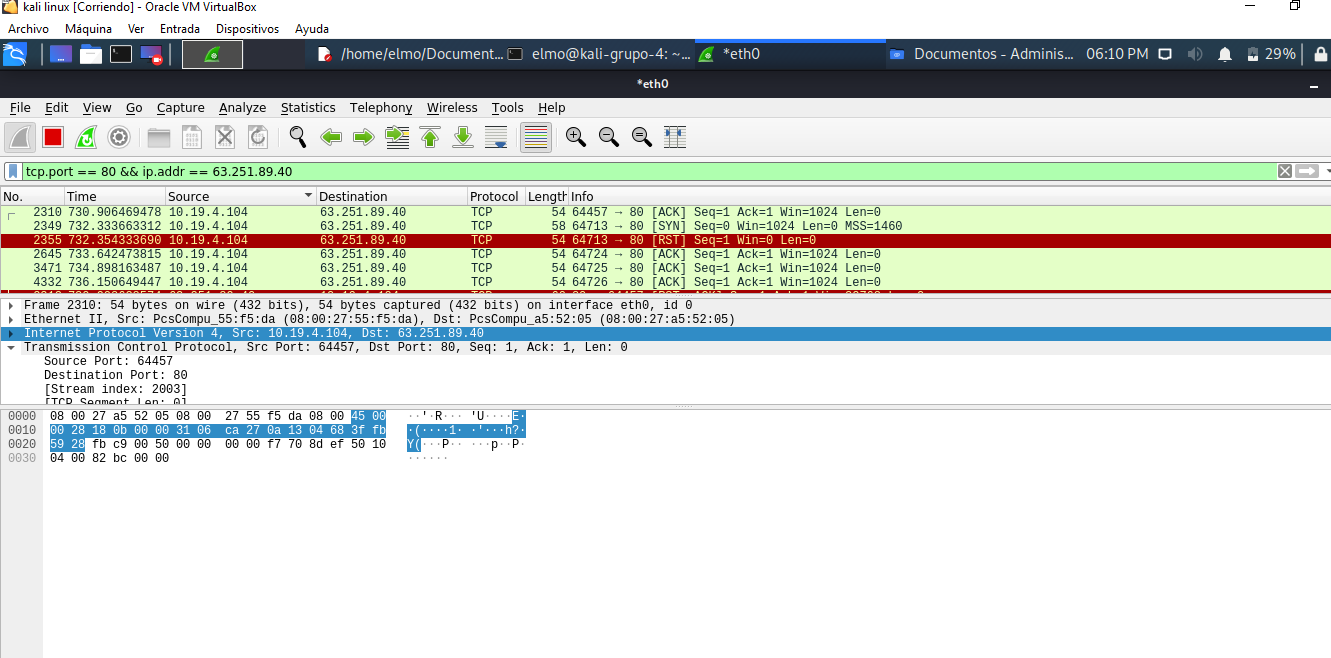 kali linux [Corriendo] - Oracle VM VirtualBox
Archivo Máquina Ver Entrada Dispositivos Ayuda
/home/elmo/Document... elmo@kali-grupo-4: ~... *eth0 Documentos - Adminis... 06:10 PM 29%
*eth0
File Edit View Go Capture Analyze Statistics Telephony Wireless Tools Help
tcp.port == 80 && ip.addr == 63.251.89.40
No. Time Source Destination Protocol Length Info
2310 730.906469478 10.19.4.104 63.251.89.40 TCP 54 64457 → 80 [ACK] Seq=1 Ack=1 Win=1024 Len=0
2349 732.333663312 10.19.4.104 63.251.89.40 TCP 58 64713 → 80 [SYN] Seq=0 Win=1024 Len=0 MSS=1460
2355 732.354333690 10.19.4.104 63.251.89.40 TCP 54 64713 → 80 [RST] Seq=1 Win=0 Len=0
2645 733.642473815 10.19.4.104 63.251.89.40 TCP 54 64724 → 80 [ACK] Seq=1 Ack=1 Win=1024 Len=0
3471 734.898163487 10.19.4.104 63.251.89.40 TCP 54 64725 → 80 [ACK] Seq=1 Ack=1 Win=1024 Len=0
4332 736.150649447 10.19.4.104 63.251.89.40 TCP 54 64726 → 80 [ACK] Seq=1 Ack=1 Win=1024 Len=0
Frame 2310: 54 bytes on wire (432 bits), 54 bytes captured (432 bits) on interface eth0, id 0
Ethernet II, Src: PcsCompu_55:f5:da (08:00:27:55:f5:da), Dst: PcsCompu_a5:52:05 (08:00:27:a5:52:05)
Internet Protocol Version 4, Src: 10.19.4.104, Dst: 63.251.89.40
Transmission Control Protocol, Src Port: 64457, Dst Port: 80, Seq: 1, Ack: 1, Len: 0
Source Port: 64457
Destination Port: 80
[Stream index: 2003]
[TCP Segment Len: 0]
0000 08 00 27 a5 52 05 08 00 27 55 f5 da 08 00 45 00 ··'·R··· 'U····E·
0010 00 28 18 0b 00 00 31 06 ca 27 0a 13 04 68 3f fb ·(····1· ·'···h?·
0020 59 28 fb c9 00 50 00 00 00 00 f7 70 8d ef 50 10 Y(···P·· ···p··P·
0030 04 00 82 bc 00 00 ······